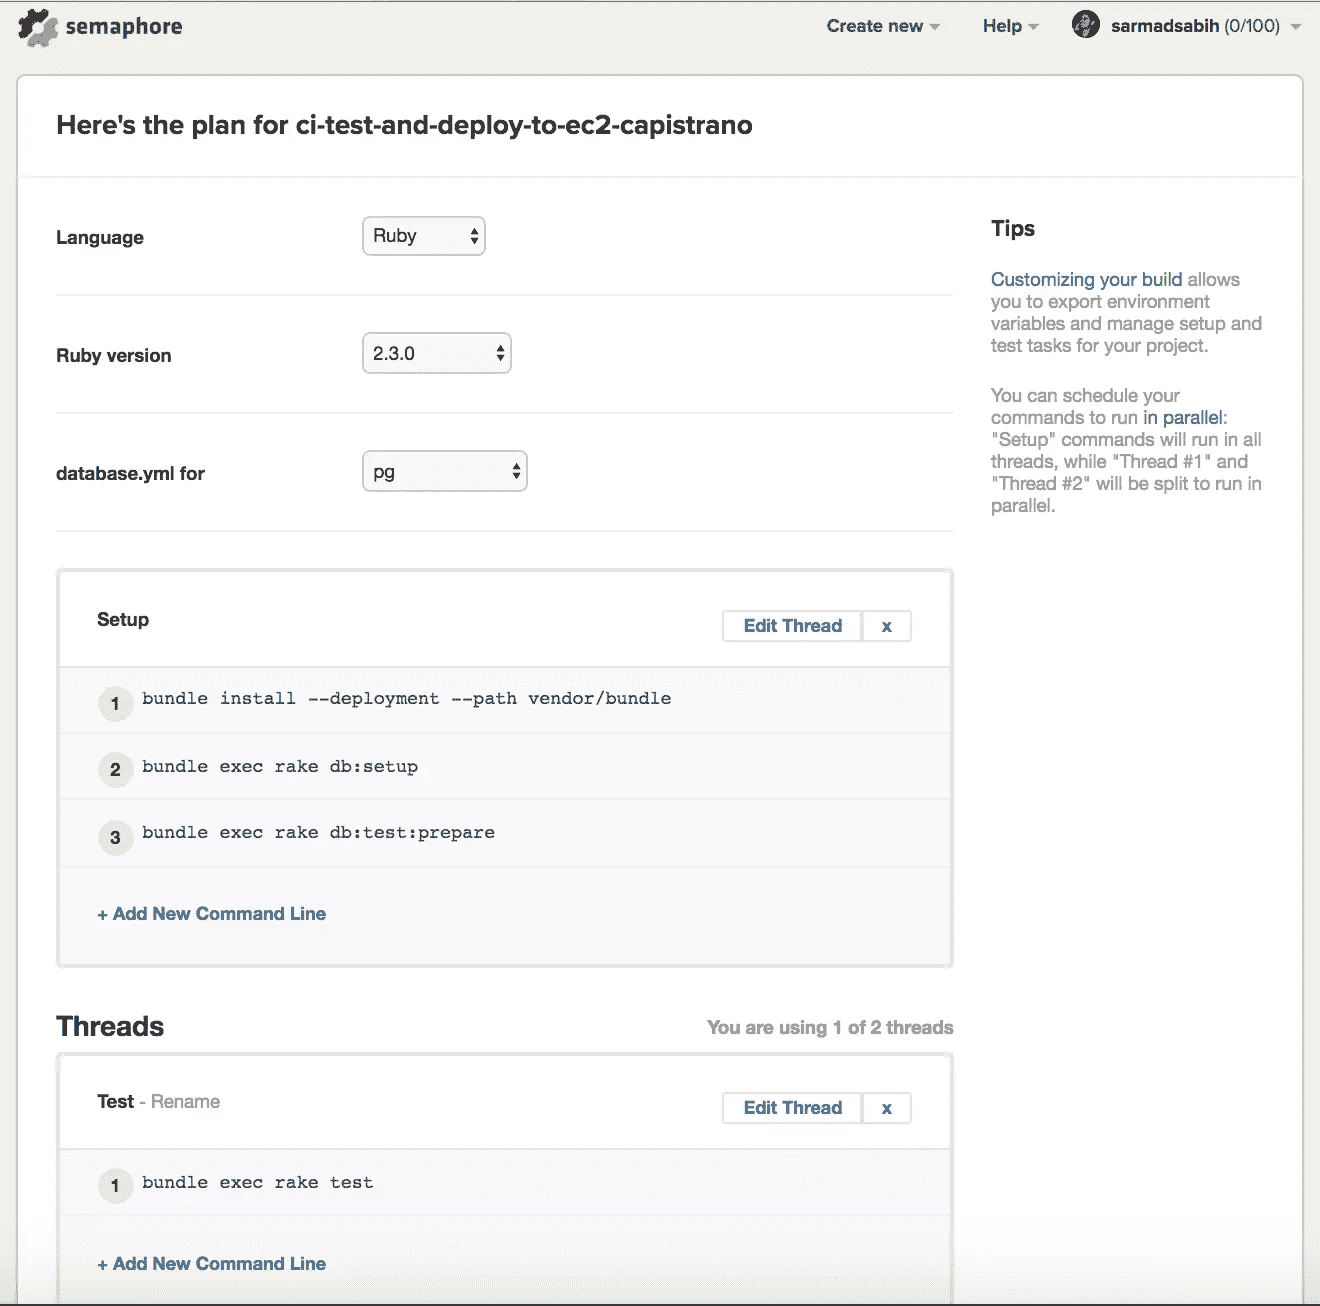 semaphore
Create new
Help
sarmadsabih (0/100)
Here's the plan for ci-test-and-deploy-to-ec2-capistrano
Language
Ruby
Ruby version
2.3.0
database.yml for
pg
Tips
Customizing your build allows
you to export environment
variables and manage setup and
test tasks for your project.
You can schedule your
commands to run in parallel:
"Setup" commands will run in all
threads, while "Thread #1" and
"Thread #2" will be split to run in
parallel.
Setup
Edit Thread
x
1 bundle install --deployment --path vendor/bundle
2 bundle exec rake db:setup
3 bundle exec rake db:test:prepare
+ Add New Command Line
Threads
You are using 1 of 2 threads
Test - Rename
Edit Thread
x
1 bundle exec rake test
+ Add New Command Line